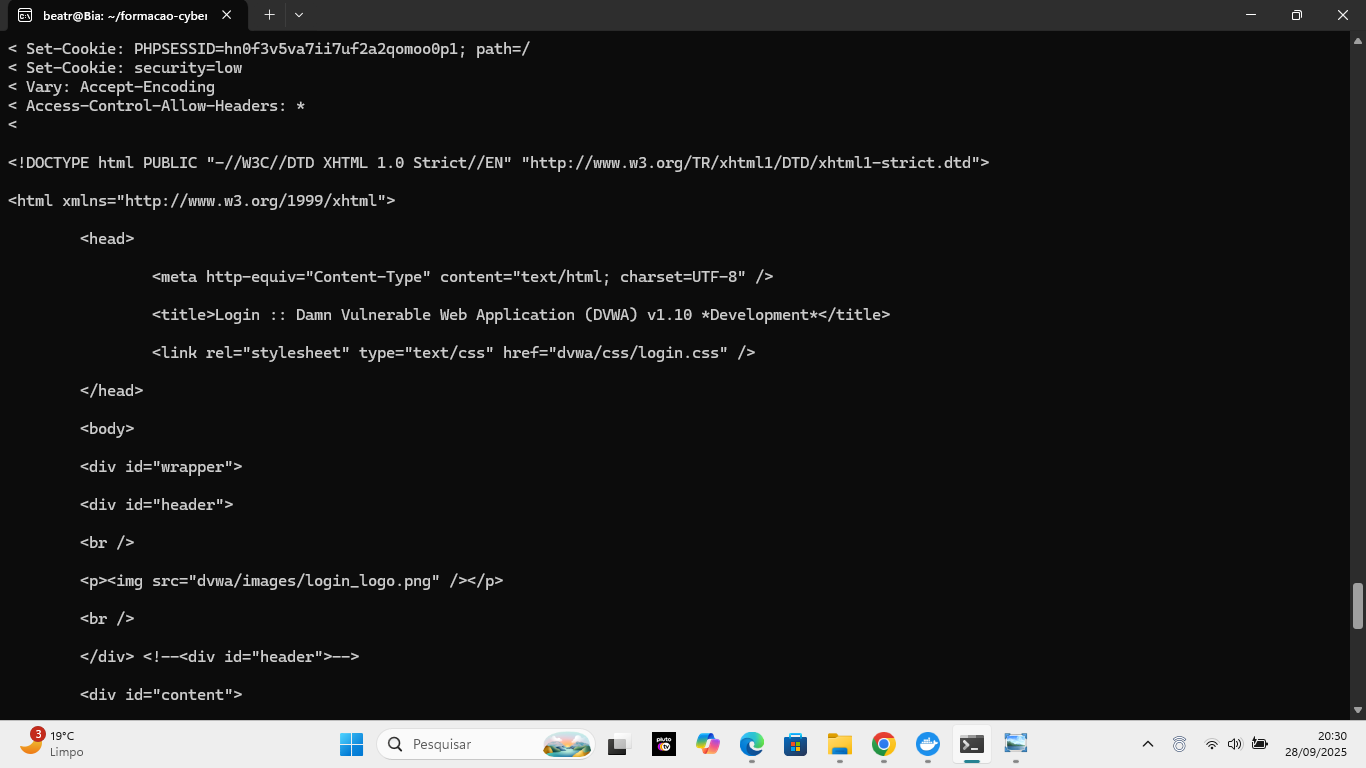 beatr@Bia: ~/formacao-cyber
< Set-Cookie: PHPSESSID=hn0f3v5va7ii7uf2a2qomoo0p1; path=/
< Set-Cookie: security=low
< Vary: Accept-Encoding
< Access-Control-Allow-Headers: *
<
<!DOCTYPE html PUBLIC "-//W3C//DTD XHTML 1.0 Strict//EN" "http://www.w3.org/TR/xhtml1/DTD/xhtml1-strict.dtd">
<html xmlns="http://www.w3.org/1999/xhtml">
<head>
<meta http-equiv="Content-Type" content="text/html; charset=UTF-8" />
<title>Login :: Damn Vulnerable Web Application (DVWA) v1.10 *Development*</title>
<link rel="stylesheet" type="text/css" href="dvwa/css/login.css" />
</head>
<body>
<div id="wrapper">
<div id="header">
<br />
<p><img src="dvwa/images/login_logo.png" /></p>
<br />
</div> <!--<div id="header">-->
<div id="content">
3
19°C
Limpo
Pesquisar
pluto tv
20:30
28/09/2025